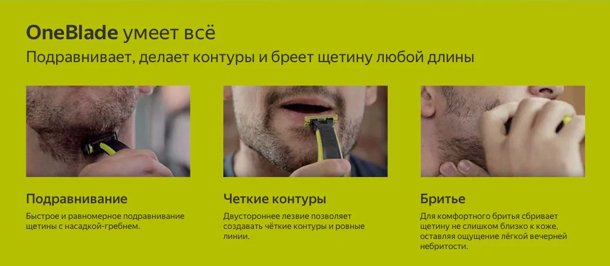 OneBlade умеет всё
Подравнивает, делает контуры и бреет щетину любой длины
Подравнивание
Быстрое и равномерное подравнивание
щетины с насадкой-гребнем.
Четкие контуры
Двустороннее лезвие позволяет
создавать чёткие контуры и ровные
линии.
Бритье
Для комфортного бритья сбривает
щетину не слишком близко к коже,
оставляя ощущение лёгкой вечерней
небритости.